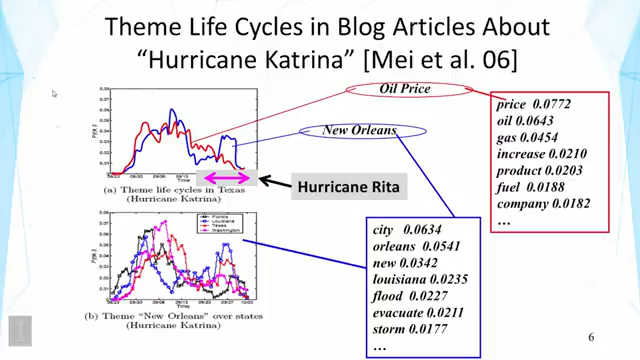 Theme Life Cycles in Blog Articles About
“Hurricane Katrina” [Mei et al. 06]
Oil Price
New Orleans
Hurricane Rita
(a) Theme life cycles in Texas
(Hurricane Katrina)
Florida
Louisiana
Texas
Washington
(b) Theme “New Orleans” over states
(Hurricane Katrina)
price 0.0772
oil 0.0643
gas 0.0454
increase 0.0210
product 0.0203
fuel 0.0188
company 0.0182
…
city 0.0634
orleans 0.0541
new 0.0342
louisiana 0.0235
flood 0.0227
evacuate 0.0211
storm 0.0177
…
6